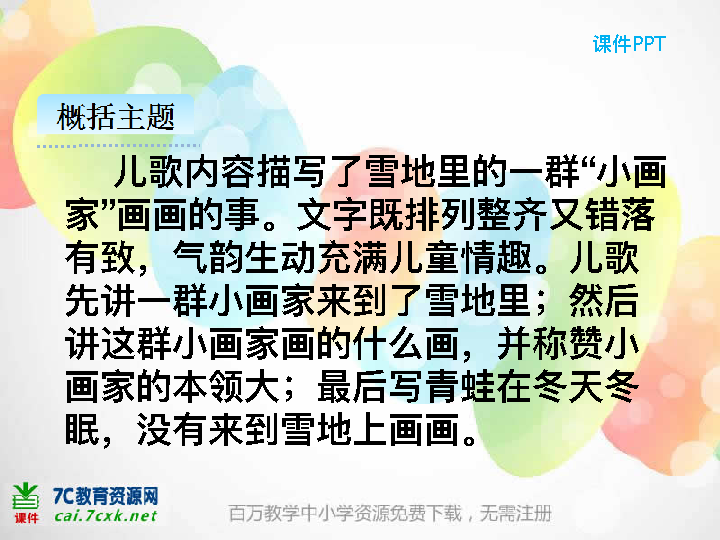 课件PPT
概括主题
儿歌内容描写了雪地里的一群“小画
家”画画的事。文字既排列整齐又错落
有致，气韵生动充满儿童情趣。儿歌
先讲一群小画家来到了雪地里；然后
讲这群小画家画的什么画，并称赞小
画家的本领大；最后写青蛙在冬天冬
眠，没有来到雪地上画画。
课件
7C教育资源网
cai.7cxk.net
百万教学中小学资源免费下载，无需注册